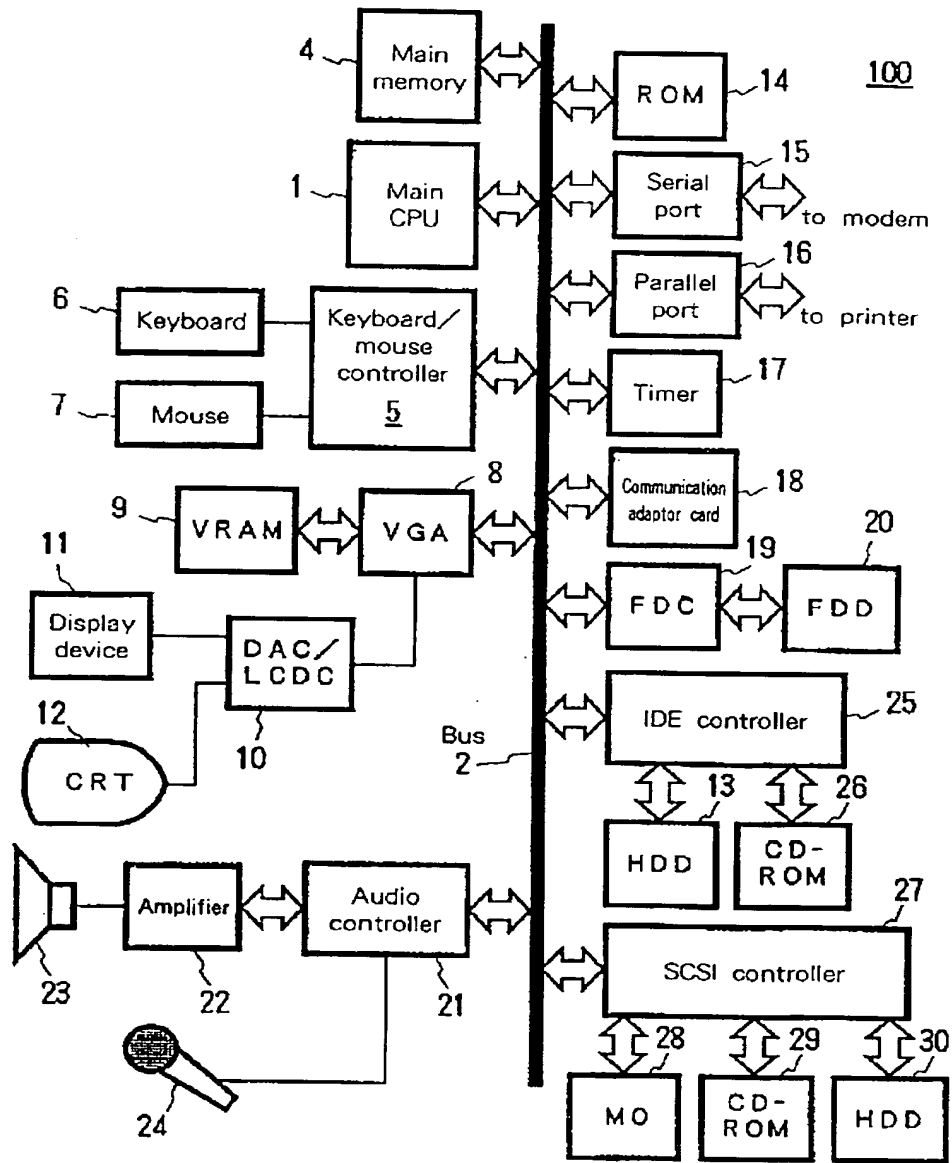 100
4
Main
memory
ROM
14
1
Main
CPU
Serial
port
15
to modem
Parallel
port
16
to printer
6
Keyboard
Keyboard/
mouse
controller
5
7
Mouse
Timer
17
Communication
adaptor card
18
9
VRAM
8
VGA
19
FDC
20
FDD
11
Display
device
DAC/
LCDC
10
12
CRT
Bus
2
IDE controller
25
13
HDD
26
CD-
ROM
23
Amplifier
22
Audio
controller
21
24
27
SCSI controller
28
MO
29
CD-
ROM
30
HDD